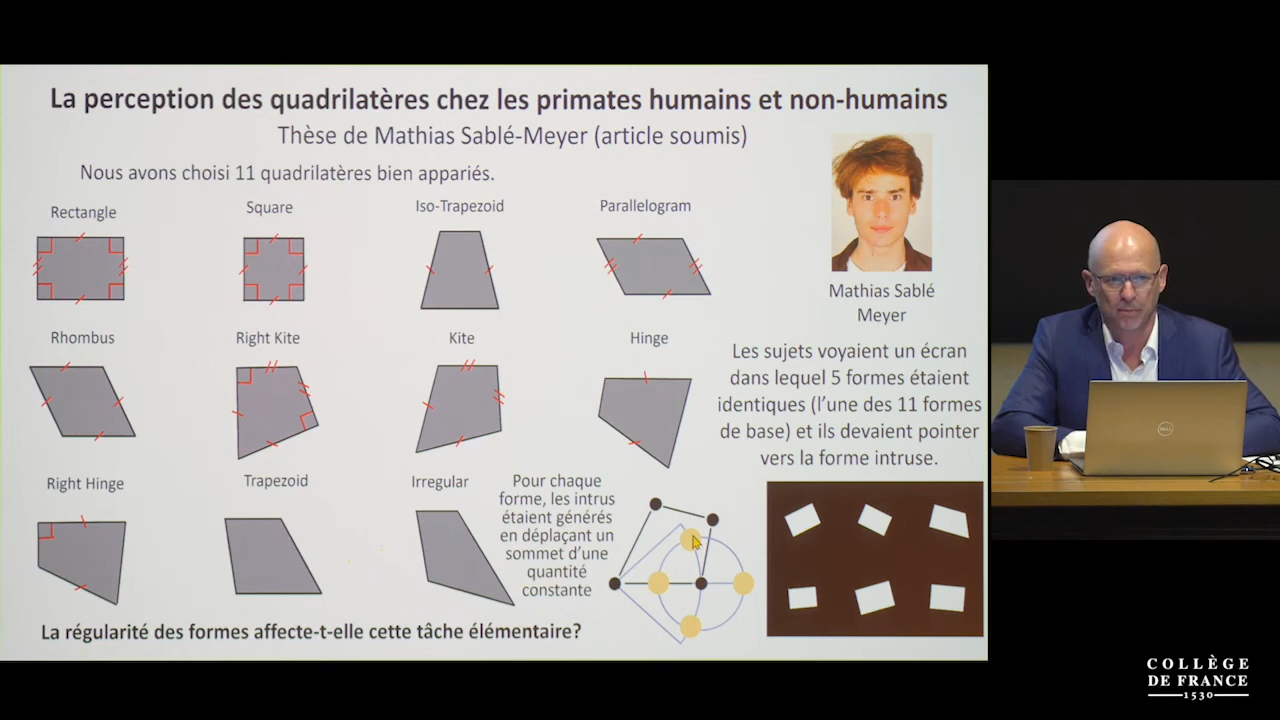 La perception des quadrilatères chez les primates humains et non-humains
Thèse de Mathias Sablé-Meyer (article soumis)
Nous avons choisi 11 quadrilatères bien appariés.
Rectangle
Square
Iso-Trapezoid
Parallelogram
Rhombus
Right Kite
Kite
Hinge
Right Hinge
Trapezoid
Irregular
Mathias Sablé
Meyer
Les sujets voyaient un écran
dans lequel 5 formes étaient
identiques (l'une des 11 formes
de base) et ils devaient pointer
vers la forme intruse.
Pour chaque
forme, les intrus
étaient générés
en déplaçant un
sommet d'une
quantité
constante
La régularité des formes affecte-t-elle cette tâche élémentaire?
DELL
COLLÈGE
DE FRANCE
1530